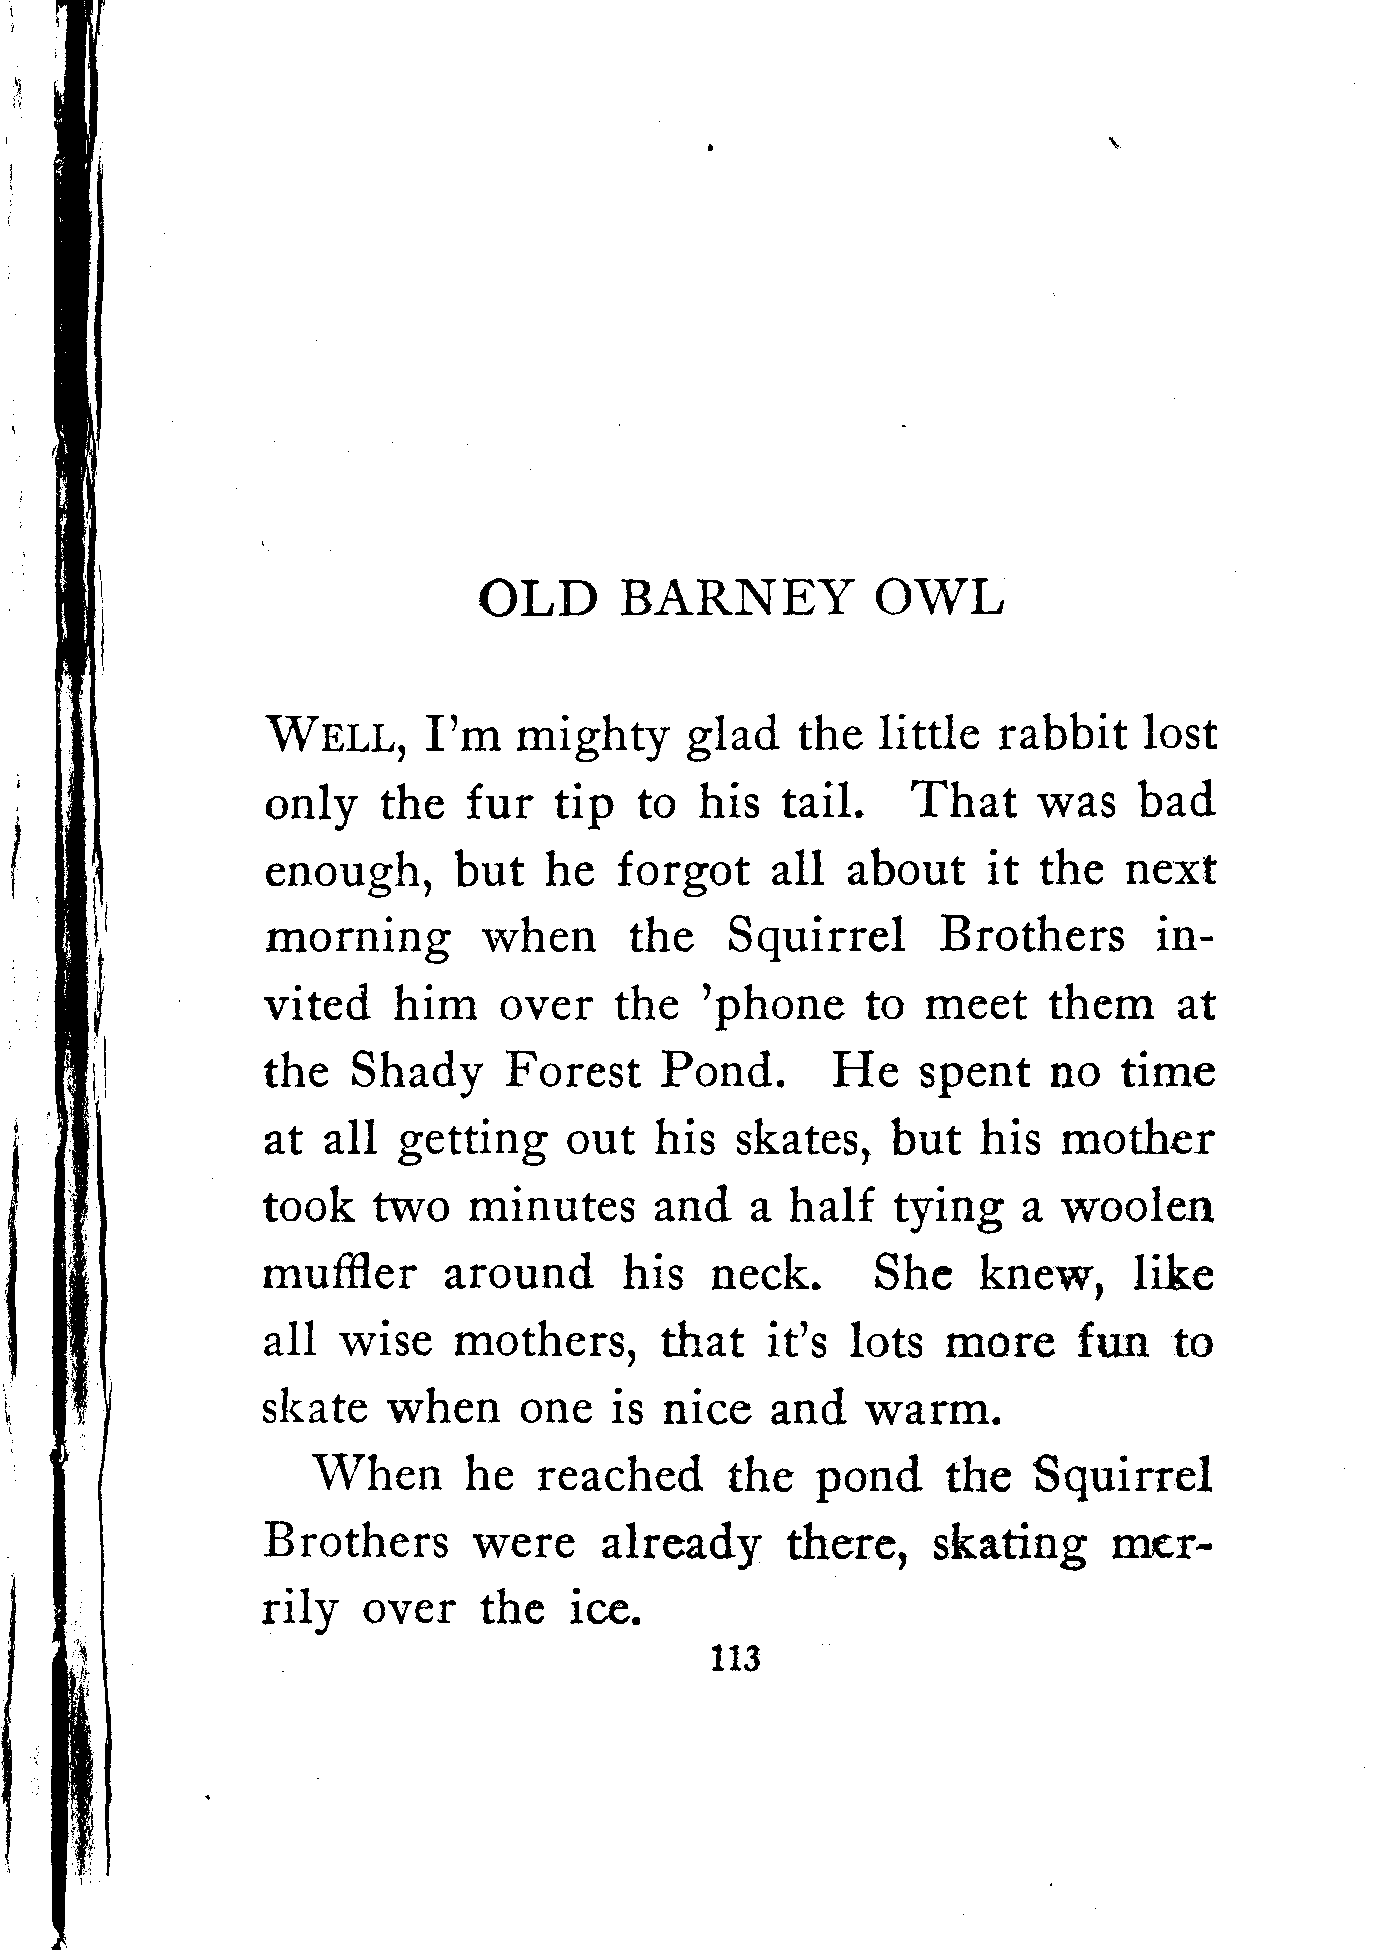 OLD BARNEY OWL
WELL, I'm mighty glad the little rabbit lost
only the fur tip to his tail. That was bad
enough, but he forgot all about it the next
morning when the Squirrel Brothers in-
vited him over the 'phone to meet them at
the Shady Forest Pond. He spent no time
at all getting out his skates, but his mother
took two minutes and a half tying a woolen
muffler around his neck. She knew, like
all wise mothers, that it's lots more fun to
skate when one is nice and warm.
When he reached the pond the Squirrel
Brothers were already there, skating mer-
rily over the ice.
113